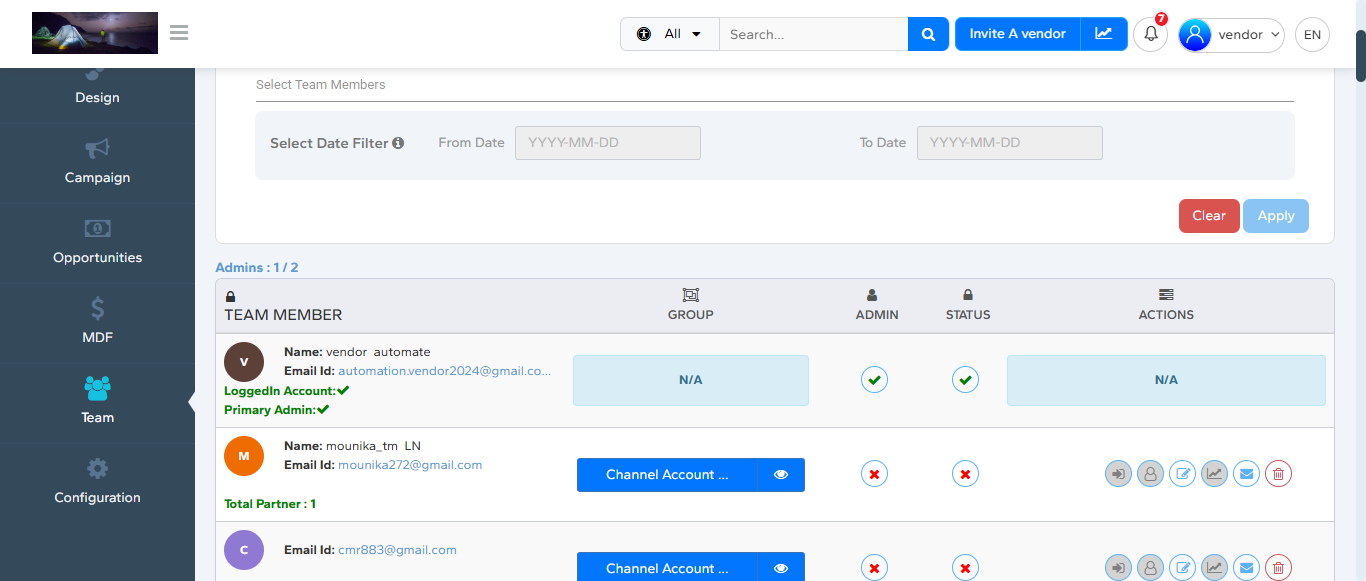 All
Search...
Invite A vendor
7
vendor
EN
Design
Campaign
Opportunities
MDF
Team
Configuration
Select Team Members
Select Date Filter
From Date
YYYY-MM-DD
To Date
YYYY-MM-DD
Clear
Apply
Admins : 1 / 2
TEAM MEMBER
GROUP
ADMIN
STATUS
ACTIONS
V
Name: vendor automate
Email Id: automation.vendor2024@gmail.co...
LoggedIn Account:
Primary Admin:
N/A
N/A
M
Name: mounika_tm LN
Email Id: mounika272@gmail.com
Total Partner : 1
Channel Account ...
C
Email Id: cmr883@gmail.com
Channel Account ...